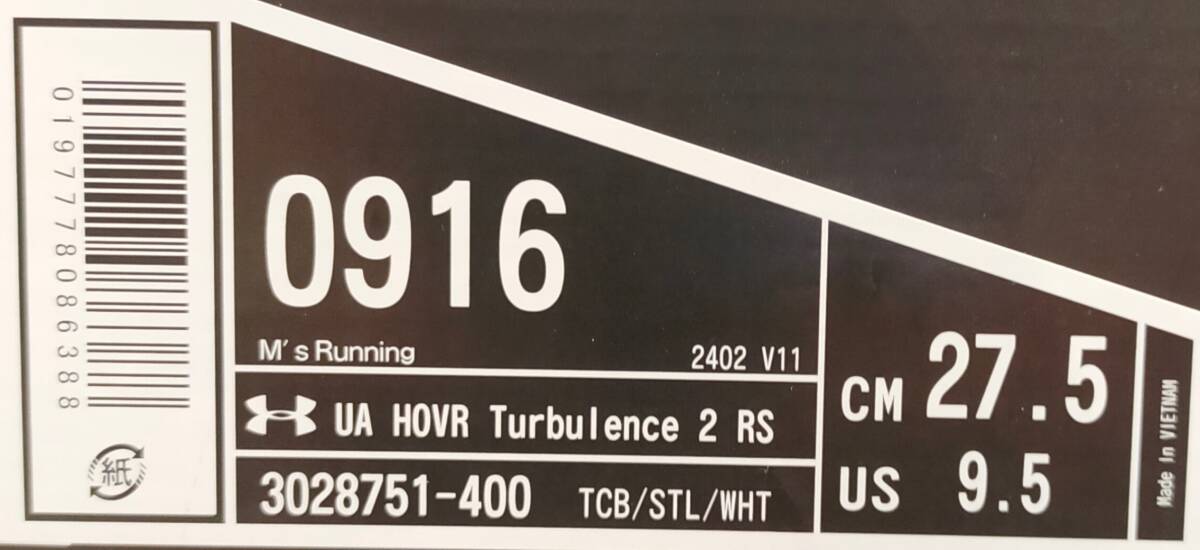 0197778086388
紙
0916
M's Running
2402 V11
UA HOVR Turbulence 2 RS
3028751-400 TCB/STL/WHT
CM 27.5
US 9.5
Made In VIETNAM